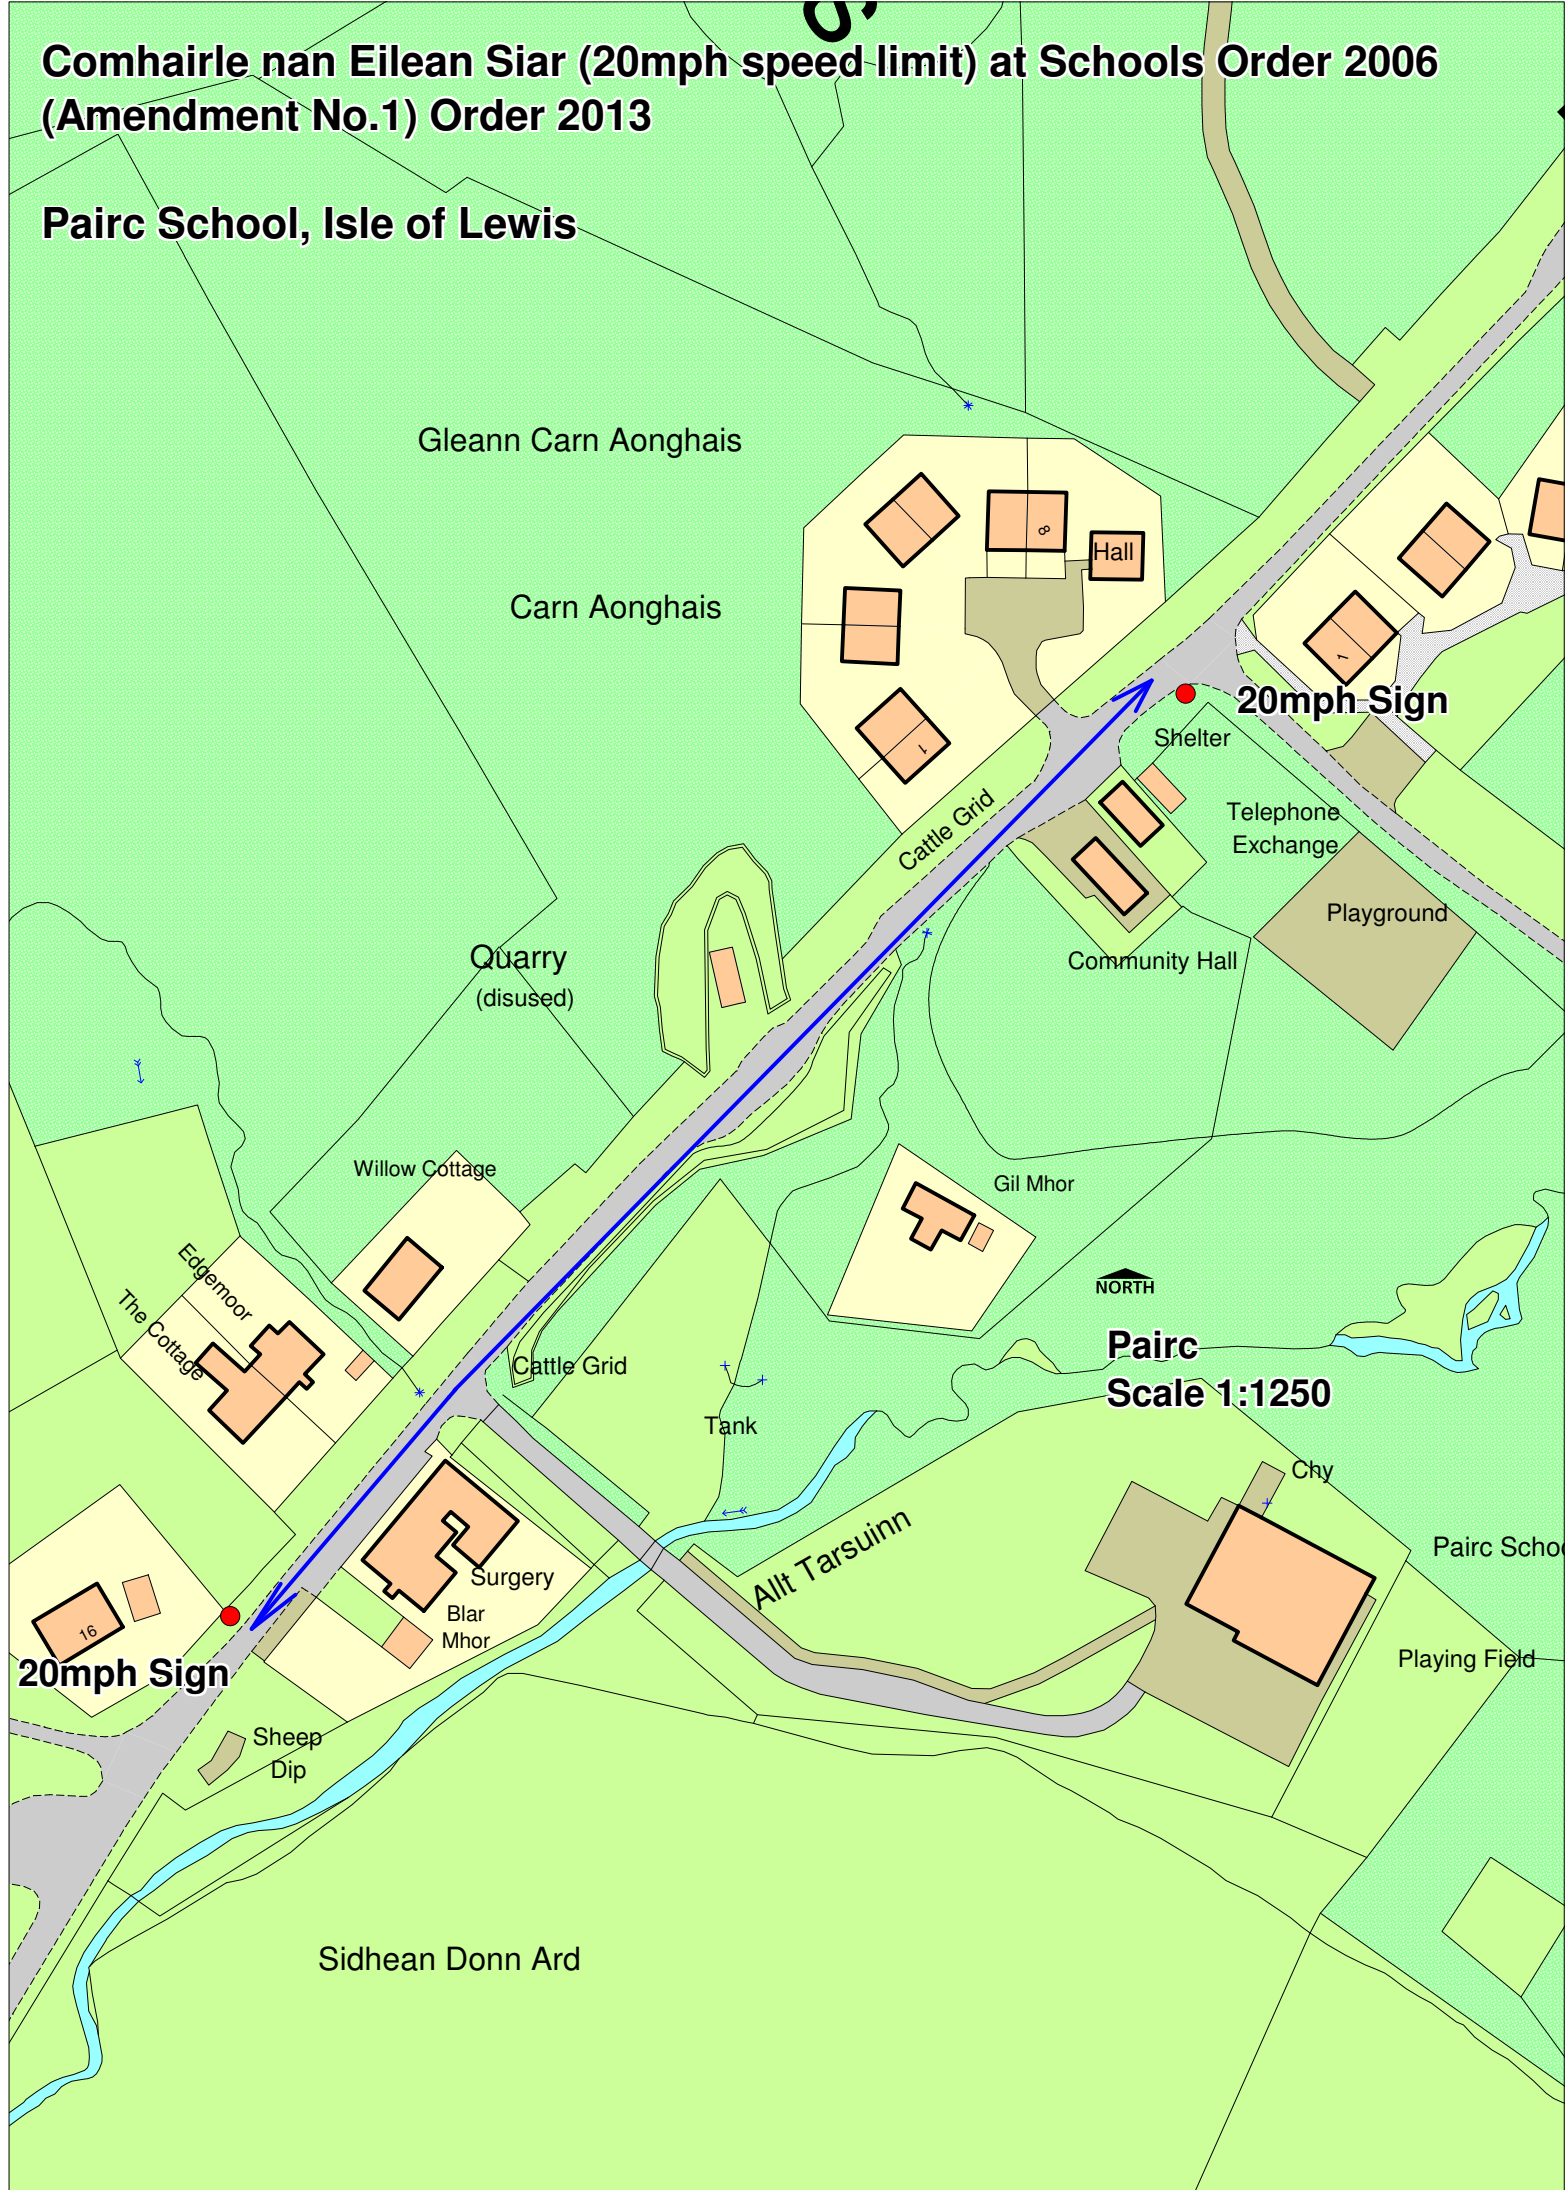 Comhairle nan Eilean Siar (20mph speed limit) at Schools Order 2006
(Amendment No.1) Order 2013
Pairc School, Isle of Lewis
Gleann Carn Aonghais
8
Hall
Carn Aonghais
1
1
20mph Sign
Shelter
Cattle Grid
Telephone
Exchange
Playground
Community Hall
Quarry
(disused)
Willow Cottage
Gil Mhor
Edgemoor
The Cottage
NORTH
Pairc
Scale 1:1250
Cattle Grid
Tank
Chy
Allt Tarsuinn
Pairc Schoo
Surgery
Blar
Mhor
16
20mph Sign
Playing Field
Sheep
Dip
Sidhean Donn Ard